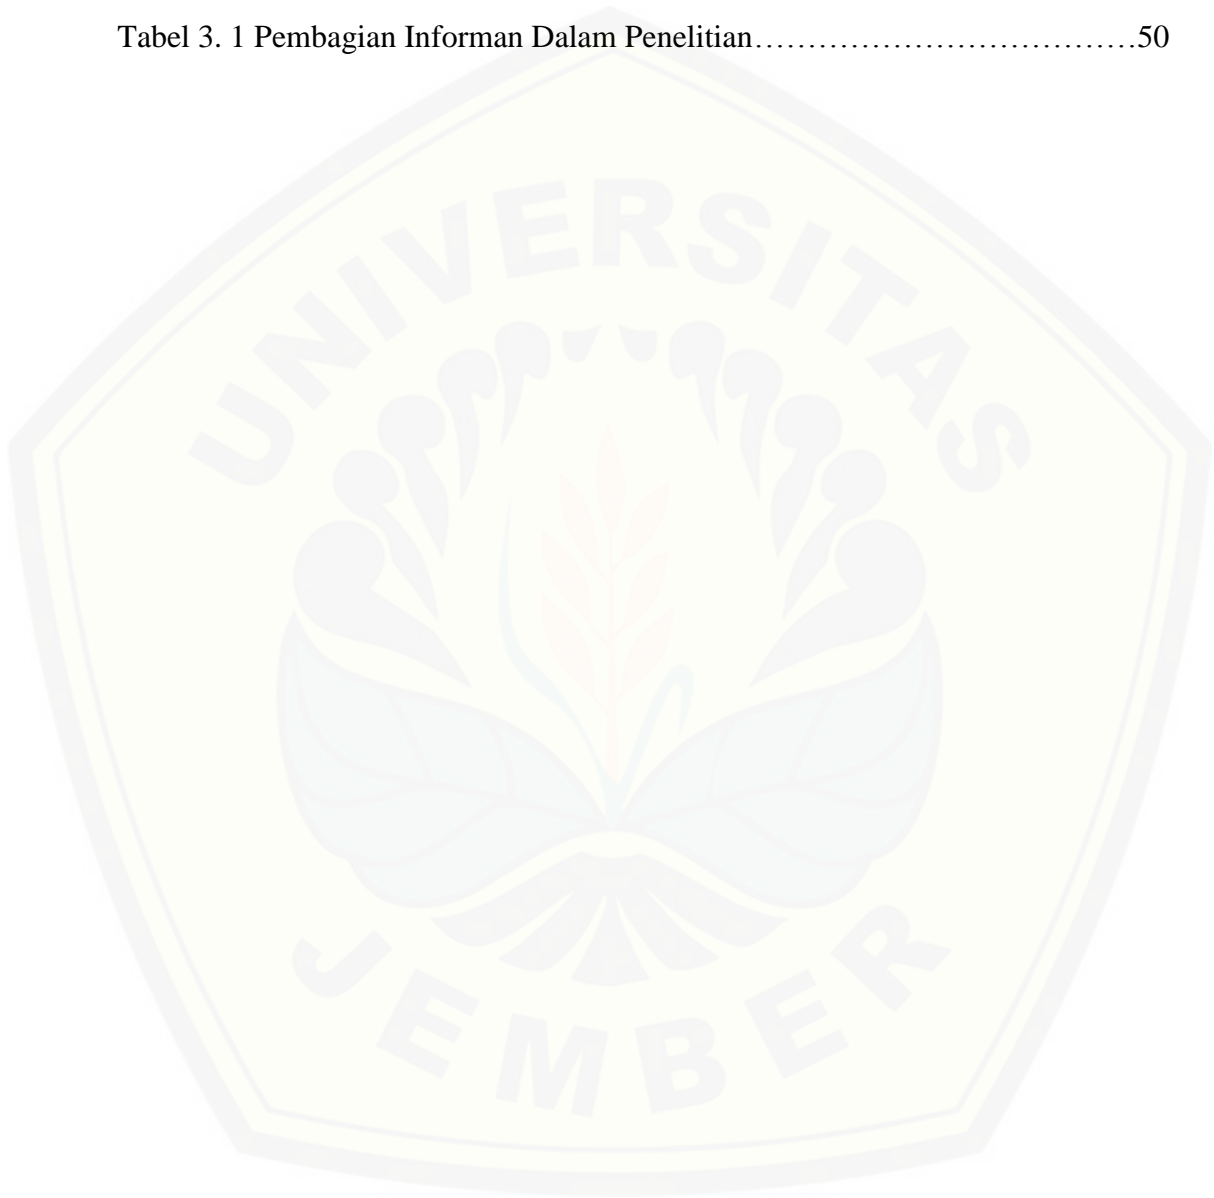 Tabel 3. 1 Pembagian Informan Dalam Penelitian………………………………50
UNIVERSITAS
JEMBER